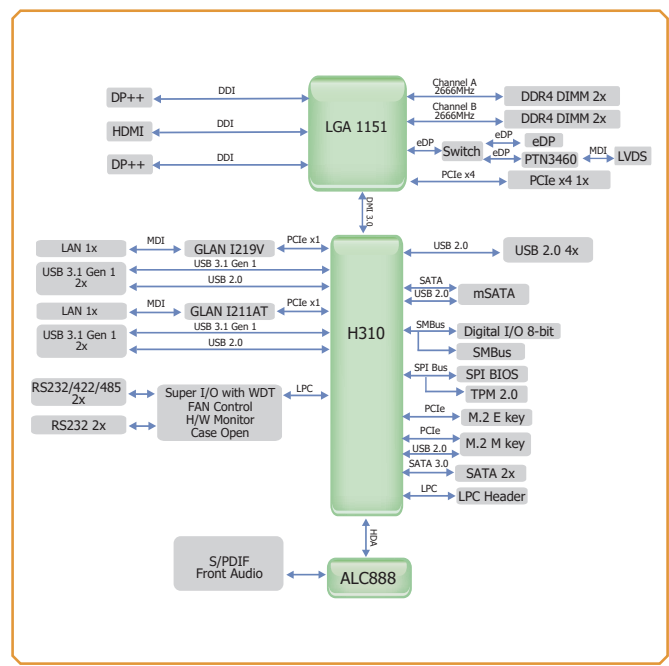 DP++
DDI
HDMI
DDI
DP++
DDI
LGA 1151
Channel A
2666MHz
DDR4 DIMM 2x
Channel B
2666MHz
DDR4 DIMM 2x
eDP
Switch
eDP
eDP
eDP
PTN3460
MDI
LVDS
PCIe x4
PCIe x4 1x
DMI 3.0
LAN 1x
MDI
GLAN I219V
PCIe x1
USB 3.1 Gen 1
2x
USB 3.1 Gen 1
USB 2.0
LAN 1x
MDI
GLAN I211AT
PCIe x1
USB 3.1 Gen 1
2x
USB 3.1 Gen 1
USB 2.0
RS232/422/485
2x
RS232 2x
Super I/O with WDT
FAN Control
H/W Monitor
Case Open
LPC
H310
USB 2.0
USB 2.0 4x
SATA
USB 2.0
mSATA
SMBus
Digital I/O 8-bit
SMBus
SPI Bus
SPI BIOS
TPM 2.0
PCIe
M.2 E key
PCIe
USB 2.0
M.2 M key
SATA 3.0
SATA 2x
LPC
LPC Header
HDA
S/PDIF
Front Audio
ALC888